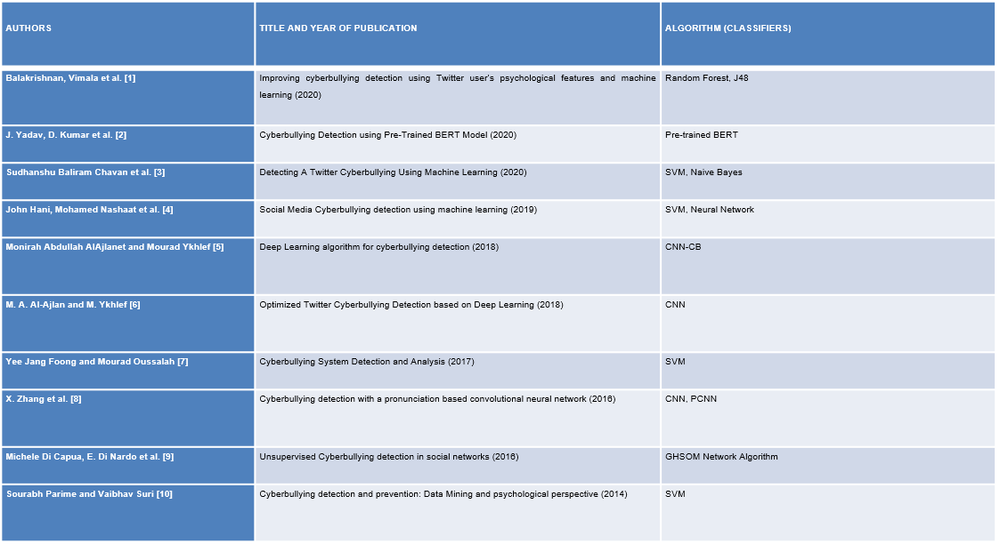 AUTHORS TITLE AND YEAR OF PUBLICATION ALGORITHM (CLASSIFIERS)
Balakrishnan, Vimala et al. [1] Improving cyberbullying detection using Twitter user's psychological features and machine Random Forest, J48
learning (2020)
J. Yadav, D. Kumar et al. [2] Cyberbullying Detection using Pre-Trained BERT Model (2020) Pre-trained BERT
Sudhanshu Baliram Chavan et al. [3] Detecting A Twitter Cyberbullying Using Machine Learning (2020) SVM, Naive Bayes
John Hani, Mohamed Nashaat et al. [4] Social Media Cyberbullying detection using machine learning (2019) SVM, Neural Network
Monirah Abdullah AlAjlanet and Mourad Ykhlef [5] Deep Learning algorithm for cyberbullying detection (2018) CNN-CB
M. A. Al-Ajlan and M. Ykhlef [6] Optimized Twitter Cyberbullying Detection based on Deep Learning (2018) CNN
Yee Jang Foong and Mourad Oussalah [7] Cyberbullying System Detection and Analysis (2017) SVM
X. Zhang et al. [8] Cyberbullying detection with a pronunciation based convolutional neural network (2016) CNN, PCNN
Michele Di Capua, E. Di Nardo et al. [9] Unsupervised Cyberbullying detection in social networks (2016) GHSOM Network Algorithm
Sourabh Parime and Vaibhav Suri [10] Cyberbullying detection and prevention: Data Mining and psychological perspective (2014) SVM